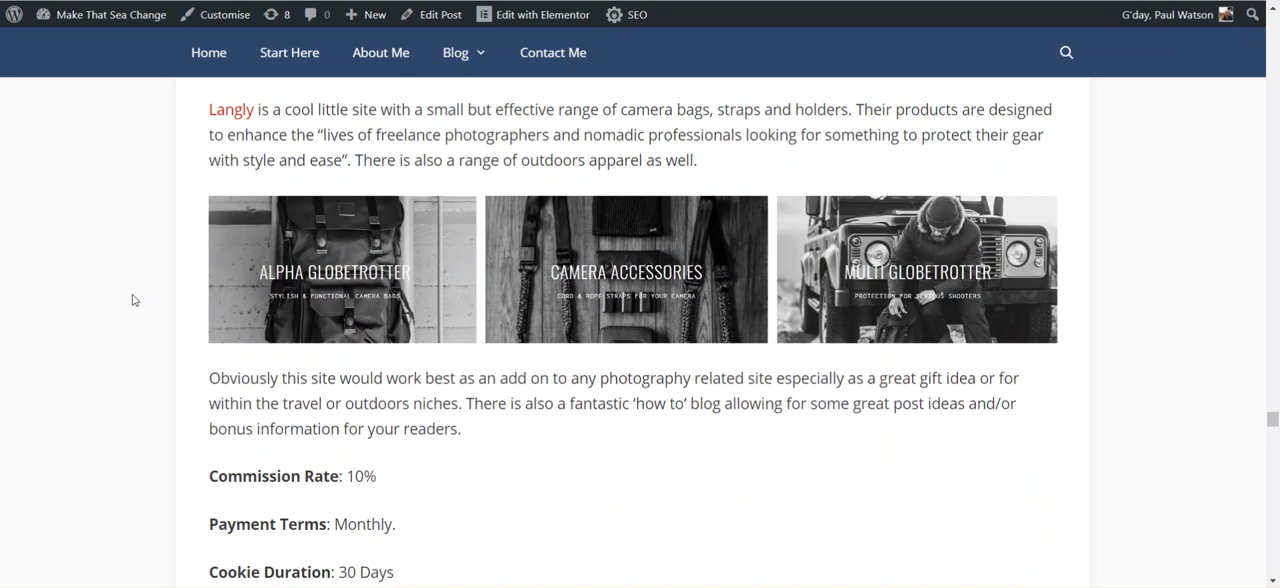 Make That Sea Change Customise 8 0 New Edit Post Edit with Elementor SEO G'day, Paul Watson
Home Start Here About Me Blog Contact Me
Langly is a cool little site with a small but effective range of camera bags, straps and holders. Their products are designed
to enhance the “lives of freelance photographers and nomadic professionals looking for something to protect their gear
with style and ease”. There is also a range of outdoors apparel as well.
ALPHA GLOBETROTTER CAMERA ACCESSORIES MULTI GLOBETROTTER
STYLISH & FUNCTIONAL CAMERA BAGS CORD & ROPE STRAPS FOR YOUR CAMERA PROTECTION FOR SERIOUS SHOOTERS
Obviously this site would work best as an add on to any photography related site especially as a great gift idea or for
within the travel or outdoors niches. There is also a fantastic ‘how to’ blog allowing for some great post ideas and/or
bonus information for your readers.
Commission Rate: 10%
Payment Terms: Monthly.
Cookie Duration: 30 Days